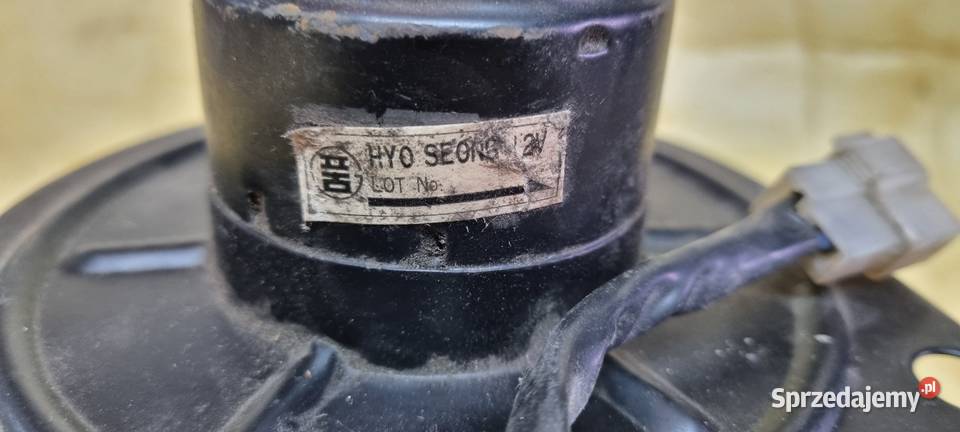 HYO SEONG 12V
LOT No.
Sprzedajemy.pl